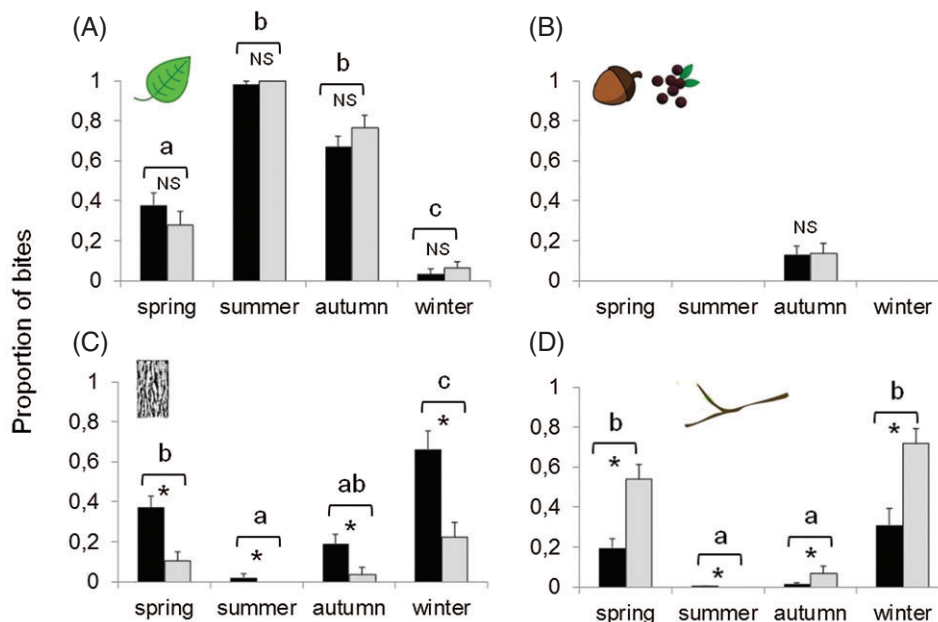 Proportion of bites
(A)
b
NS
b
NS
a
NS
c
NS
1
0,8
0,6
0,4
0,2
0
spring summer autumn winter
(B)
1
0,8
0,6
0,4
0,2
0
NS
spring summer autumn winter
(C)
1
0,8
0,6
0,4
0,2
0
b
*
a
*
ab
*
c
*
spring summer autumn winter
(D)
1
0,8
0,6
0,4
0,2
0
b
*
a
*
a
*
b
*
spring summer autumn winter